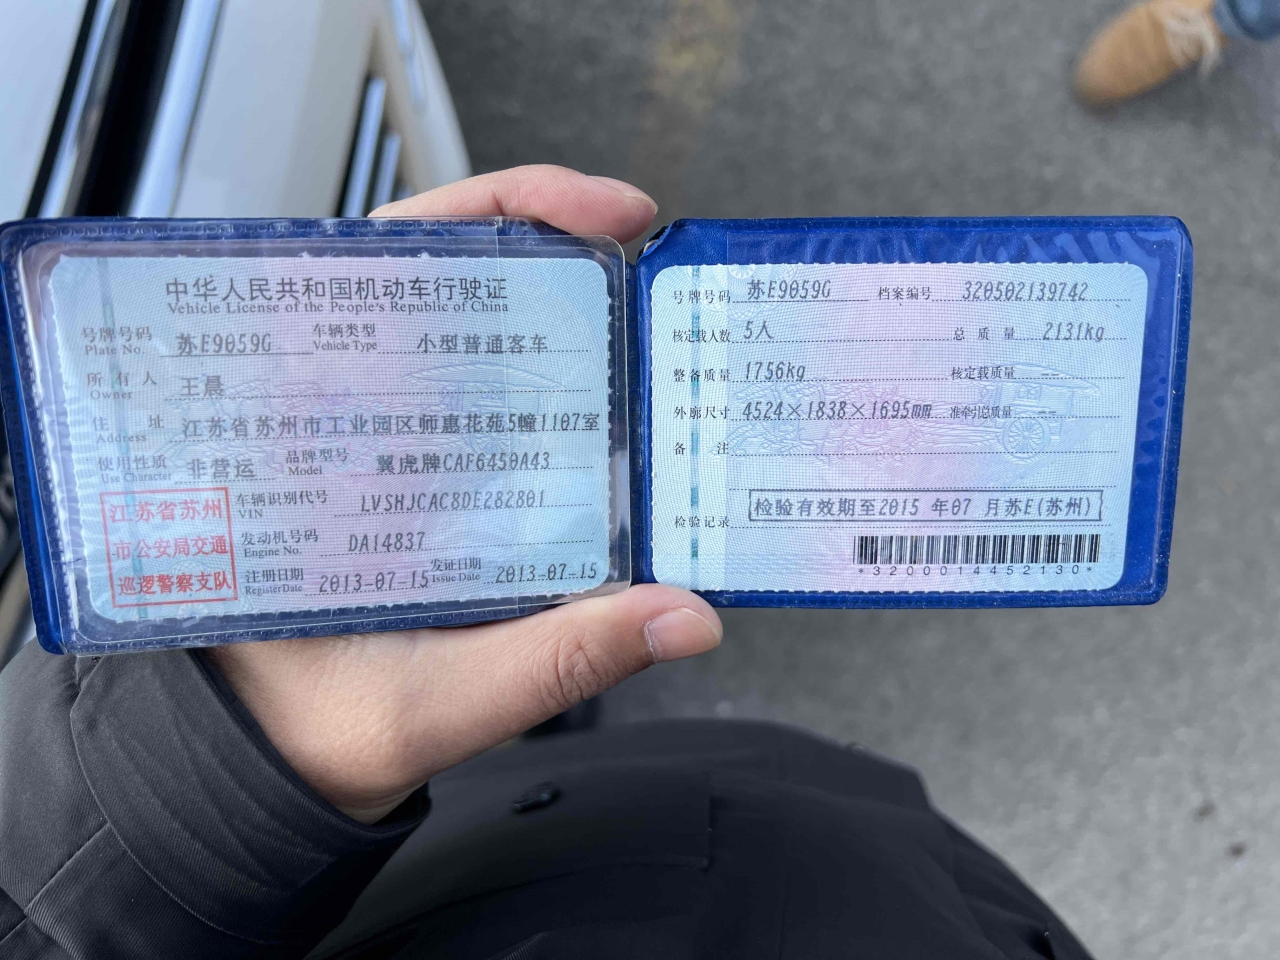 中华人民共和国机动车行驶证
Vehicle License of the People's Republic of China
号牌号码 Plate No. 苏E9059G 车辆类型 Vehicle Type 小型普通客车
所有人 Owner 王晨
住址 Address 江苏省苏州市工业园区师惠花苑5幢1107室
使用性质 Use Character 非营运 品牌型号 Model 翼虎牌CAF6450A43
江苏省苏州
市公安局交通
巡逻警察支队
车辆识别代号 VIN LVSHJCAC8DE282801
发动机号码 Engine No. DA14837
注册日期 Register Date 2013-07-15 发证日期 Issue Date 2013-07-15
号牌号码 苏E9059G 档案编号 320502139742
核定载人数 5人 总质量 2131kg
整备质量 1756kg 核定载质量 --
外廓尺寸 4524×1838×1695mm 准牵引总质量 --
备注
检验记录 检验有效期至2015 年07 月苏E(苏州)
*3200014452130*